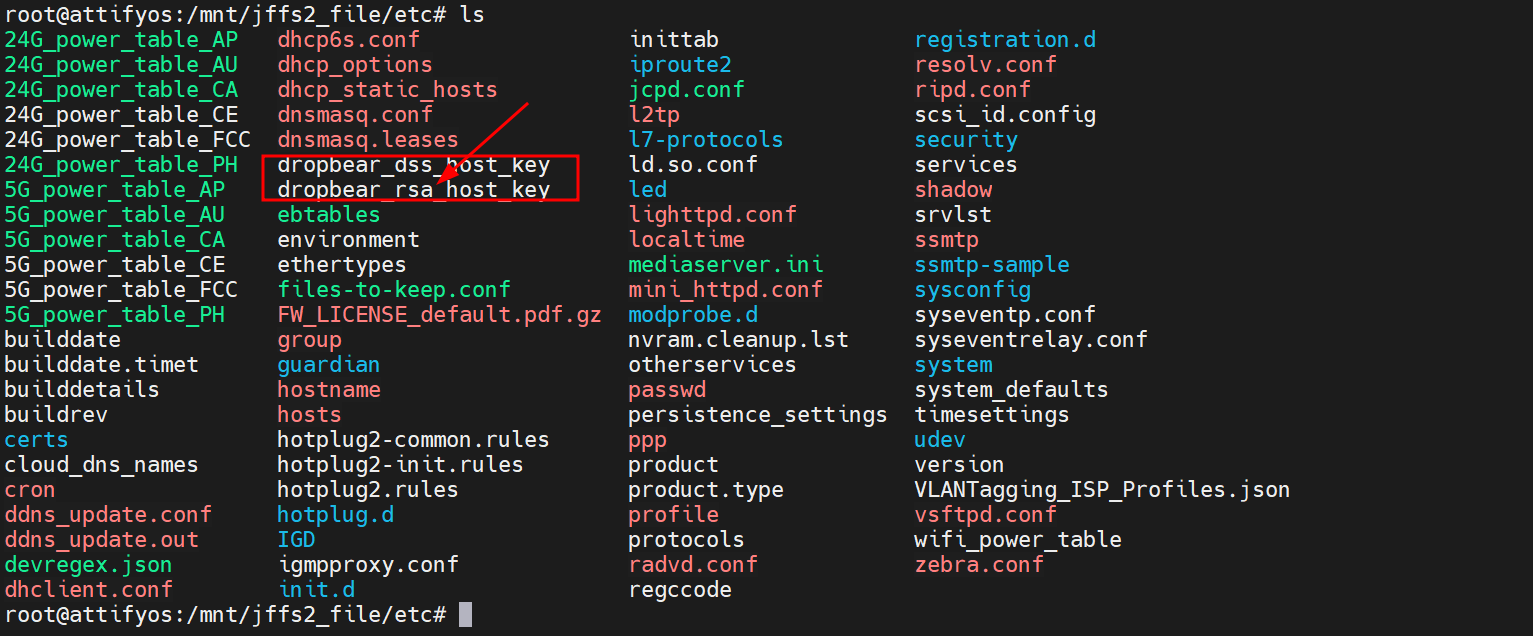 root@attifyos:/mnt/jffs2_file/etc# ls
24G_power_table_AP dhcp6s.conf inittab registration.d
24G_power_table_AU dhcp_options iproute2 resolv.conf
24G_power_table_CA dhcp_static_hosts jcpd.conf ripd.conf
24G_power_table_CE dnsmasq.conf l2tp scsi_id.config
24G_power_table_FCC dnsmasq.leases l7-protocols security
24G_power_table_PH dropbear_dss_host_key ld.so.conf services
5G_power_table_AP dropbear_rsa_host_key led shadow
5G_power_table_AU ebtables lighttpd.conf srvlst
5G_power_table_CA environment localtime ssmtp
5G_power_table_CE ethertypes mediaserver.ini ssmtp-sample
5G_power_table_FCC files-to-keep.conf mini_httpd.conf sysconfig
5G_power_table_PH FW_LICENSE_default.pdf.gz modprobe.d syseventp.conf
builddate group nvram.cleanup.lst syseventrelay.conf
builddate.timet guardian otherservices system
builddetails hostname passwd system_defaults
buildrev hosts persistence_settings timesettings
certs hotplug2-common.rules ppp udev
cloud_dns_names hotplug2-init.rules product version
cron hotplug2.rules product.type VLANTagging_ISP_Profiles.json
ddns_update.conf hotplug.d profile vsftpd.conf
ddns_update.out IGD protocols wifi_power_table
devregex.json igmpproxy.conf radvd.conf zebra.conf
dhclient.conf init.d regccode
root@attifyos:/mnt/jffs2_file/etc#